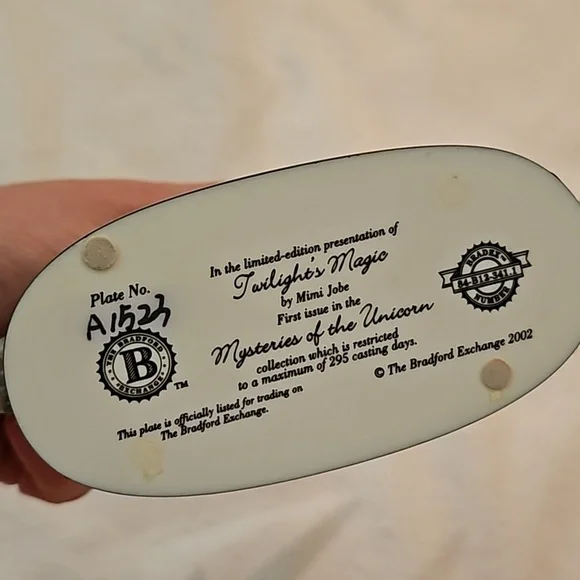 In the limited-edition presentation of
Twilight's Magic
by Mimi Jobe
First issue in the
Mysteries of the Unicorn
collection which is restricted
to a maximum of 295 casting days.
Plate No.
A1523
THE BRADFORD
B
EXCHANGE
TM
BRADEX™
84-B12-341.1
NUMBER
This plate is officially listed for trading on
The Bradford Exchange.
© The Bradford Exchange 2002